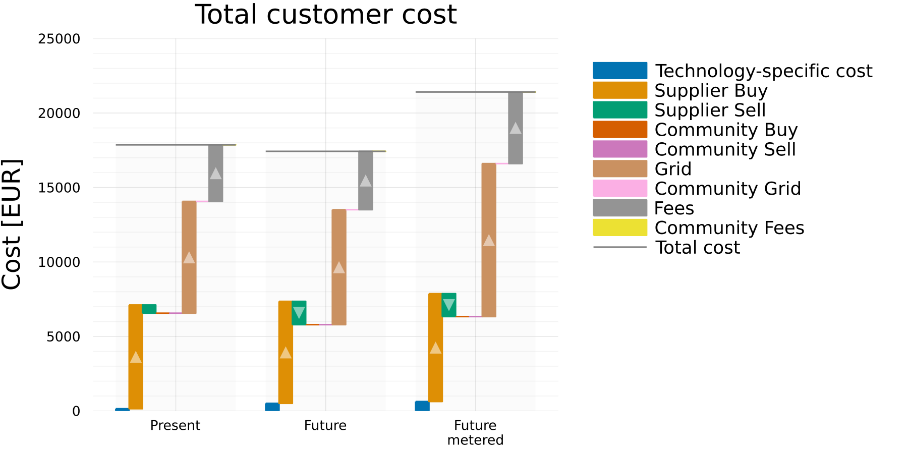 Total customer cost
Cost [EUR]
25000
20000
15000
10000
5000
0
Present
Future
Future
metered
Technology-specific cost
Supplier Buy
Supplier Sell
Community Buy
Community Sell
Grid
Community Grid
Fees
Community Fees
Total cost